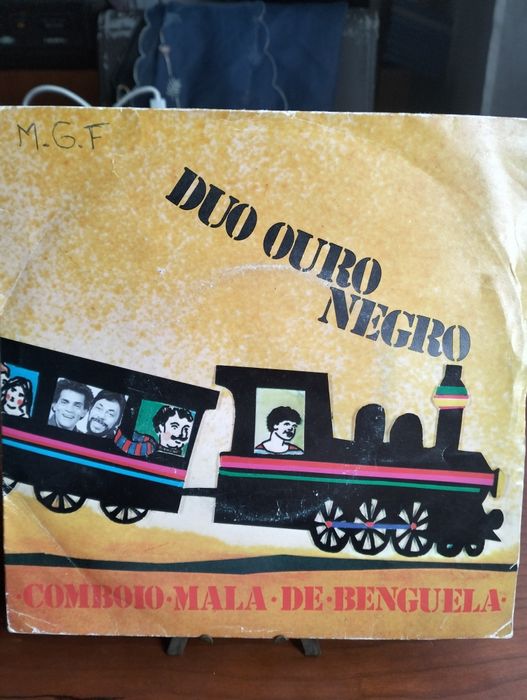 M.G.F
DUO OURO
NEGRO
·COMBOIO·MALA·DE·BENGUELA·